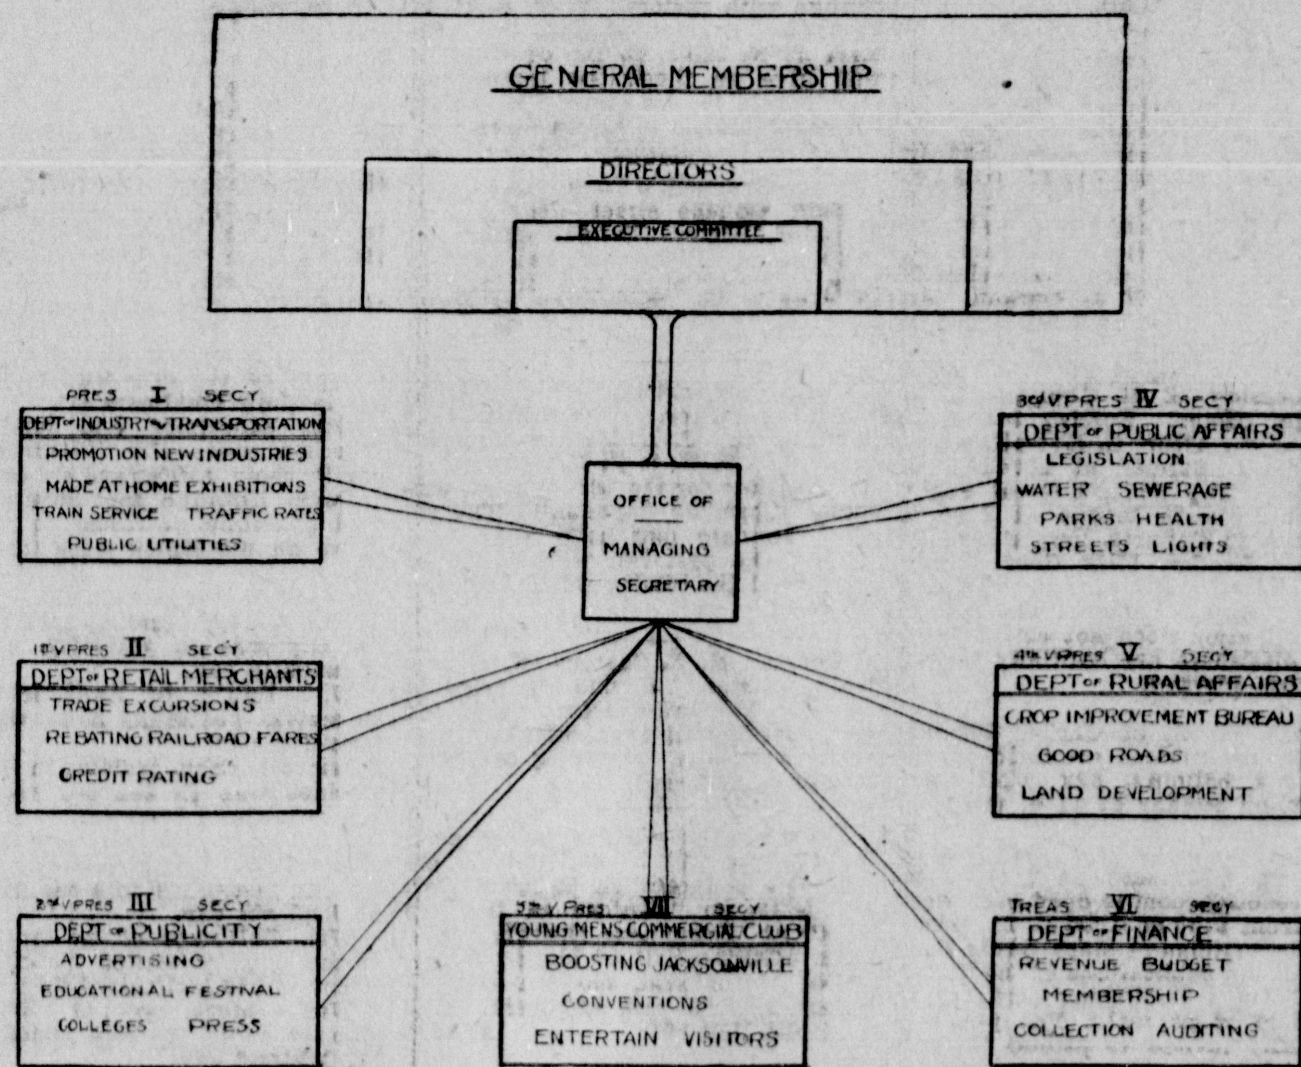 GENERAL MEMBERSHIP
DIRECTORS
EXECUTIVE COMMITTEE
PRES I SECY
DEPT of INDUSTRY & TRANSPORTATION
PROMOTION NEW INDUSTRIES
MADE AT HOME EXHIBITIONS
TRAIN SERVICE TRAFFIC RATES
PUBLIC UTILITIES
OFFICE OF
MANAGING
SECRETARY
3rd V PRES IV SECY
DEPT of PUBLIC AFFAIRS
LEGISLATION
WATER SEWERAGE
PARKS HEALTH
STREETS LIGHTS
1st V PRES II SECY
DEPT of RETAIL MERCHANTS
TRADE EXCURSIONS
REBATING RAILROAD FARES
CREDIT RATING
4th V PRES V SECY
DEPT of RURAL AFFAIRS
CROP IMPROVEMENT BUREAU
GOOD ROADS
LAND DEVELOPMENT
2nd V PRES III SECY
DEPT of PUBLICITY
ADVERTISING
EDUCATIONAL FESTIVAL
COLLEGES PRESS
5th V. PRES VII SECY
YOUNG MENS COMMERCIAL CLUB
BOOSTING JACKSONVILLE
CONVENTIONS
ENTERTAIN VISITORS
TREAS VI SECY
DEPT of FINANCE
REVENUE BUDGET
MEMBERSHIP
COLLECTION AUDITING